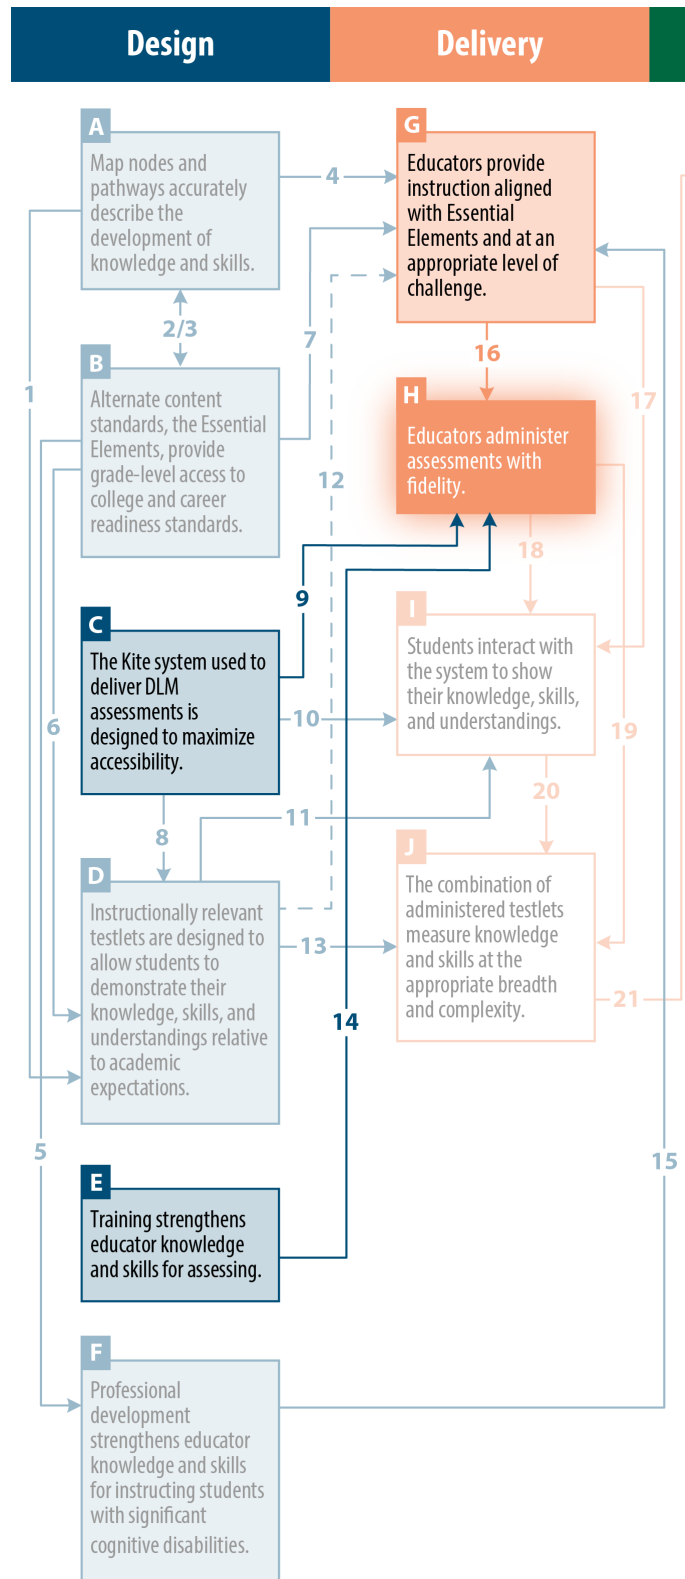 Design
Delivery
A
Map nodes and
pathways accurately
describe the
development of
knowledge and skills.
4
G
Educators provide
instruction aligned
with Essential
Elements and at an
appropriate level of
challenge.
2/3
7
16
1
B
Alternate content
standards, the Essential
Elements, provide
grade-level access to
college and career
readiness standards.
12
17
H
Educators administer
assessments with
fidelity.
9
18
C
The Kite system used to
deliver DLM
assessments is
designed to maximize
accessibility.
10
I
Students interact with
the system to show
their knowledge, skills,
and understandings.
6
19
8
11
20
D
Instructionally relevant
testlets are designed to
allow students to
demonstrate their
knowledge, skills, and
understandings relative
to academic
expectations.
13
J
The combination of
administered testlets
measure knowledge
and skills at the
appropriate breadth
and complexity.
21
14
5
15
E
Training strengthens
educator knowledge
and skills for assessing.
F
Professional
development
strengthens educator
knowledge and skills
for instructing students
with significant
cognitive disabilities.